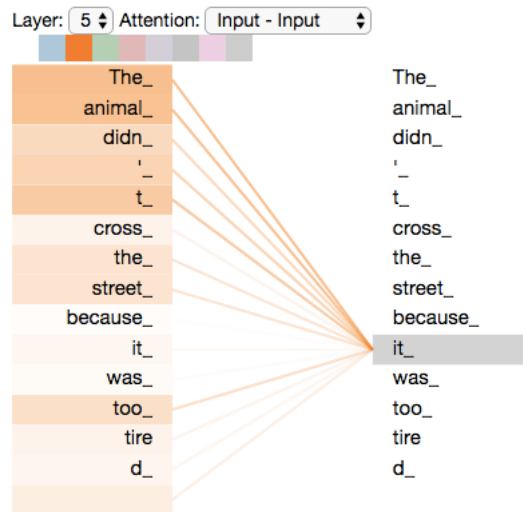 Layer: 5 Attention: Input - Input
The_ The_
animal_ animal_
didn_ didn_
'_ '_
t_ t_
cross_ cross_
the_ the_
street_ street_
because_ because_
it_ it_
was_ was_
too_ too_
tire tire
d_ d_